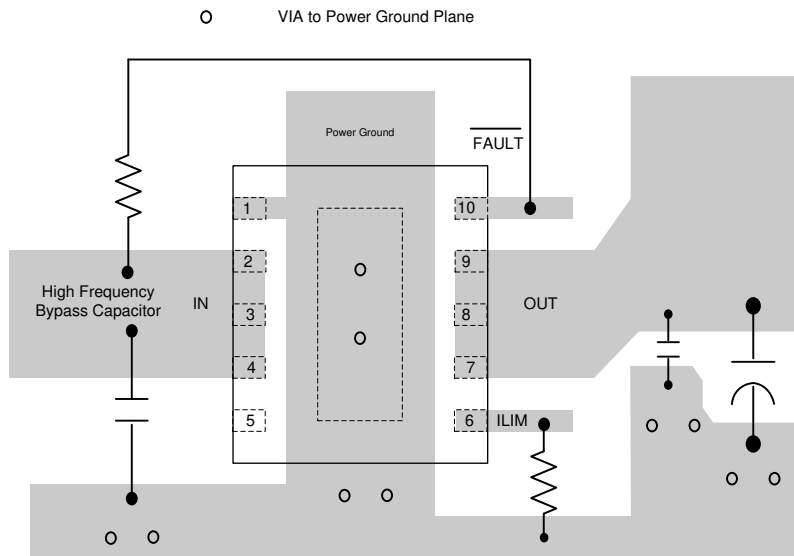 VIA to Power Ground Plane
Power Ground
FAULT
1
10
2
9
High Frequency
Bypass Capacitor
IN
3
8
OUT
4
7
5
6
ILIM